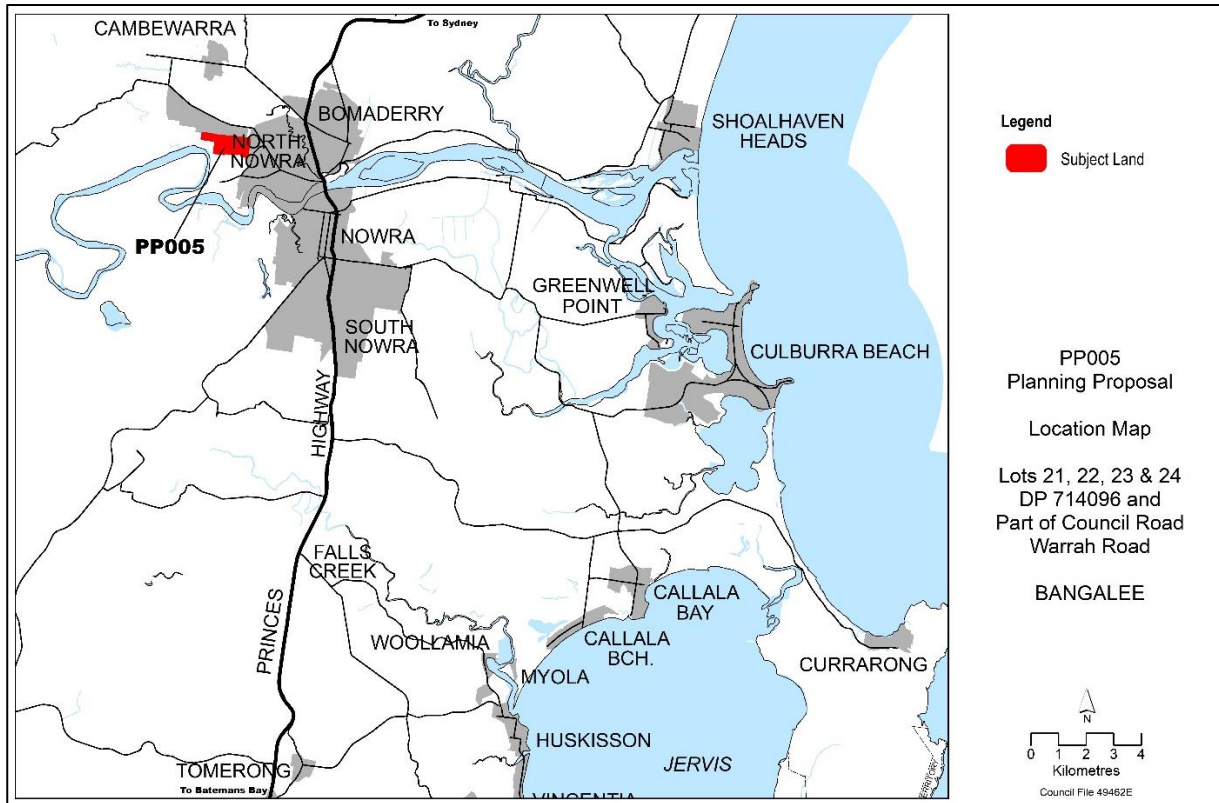 To Sydney
CAMBEWARRA
BOMADERRY
NORTH
NOWRA
SHOALHAVEN
HEADS
PP005
NOWRA
GREENWELL
POINT
SOUTH
NOWRA
CULBURRA BEACH
HIGHWAY
FALLS
CREEK
CALLALA
BAY
PRINCES
WOOLLAMIA
CALLALA
BCH.
CURRARONG
MYOLA
HUSKISSON
JERVIS
TOMERONG
To Batemans Bay
VINCENTIA
TERRITORY
Legend
Subject Land
PP005
Planning Proposal
Location Map
Lots 21, 22, 23 & 24
DP 714096 and
Part of Council Road
Warrah Road
BANGALEE
N
0 1 2 3 4
Kilometres
Council File 49462E